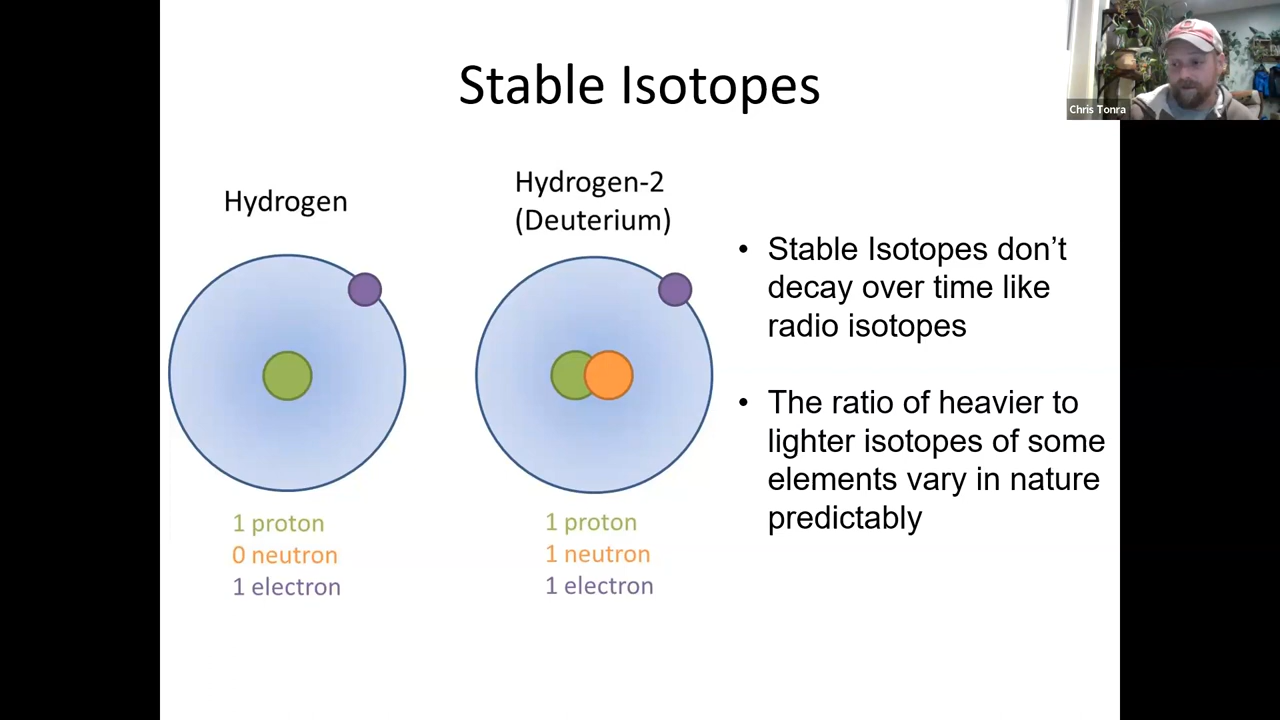 Stable Isotopes
Chris Tonra
Hydrogen
Hydrogen-2
(Deuterium)
1 proton
0 neutron
1 electron
1 proton
1 neutron
1 electron
• Stable Isotopes don’t
decay over time like
radio isotopes
• The ratio of heavier to
lighter isotopes of some
elements vary in nature
predictably